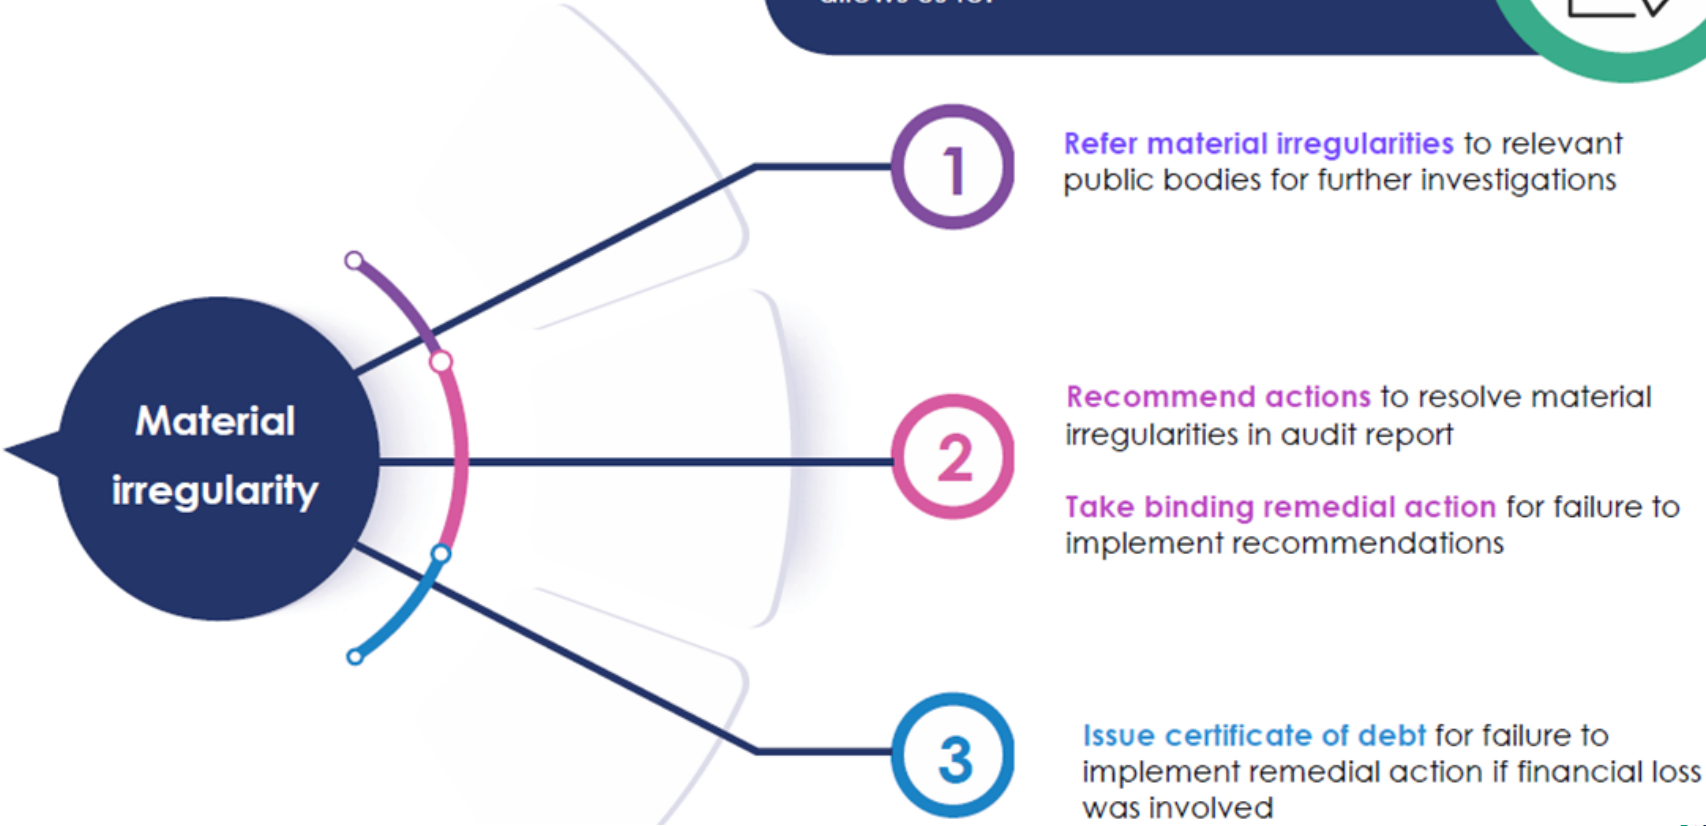 Material
irregularity
1
Refer material irregularities to relevant
public bodies for further investigations
2
Recommend actions to resolve material
irregularities in audit report
Take binding remedial action for failure to
implement recommendations
3
Issue certificate of debt for failure to
implement remedial action if financial loss
was involved